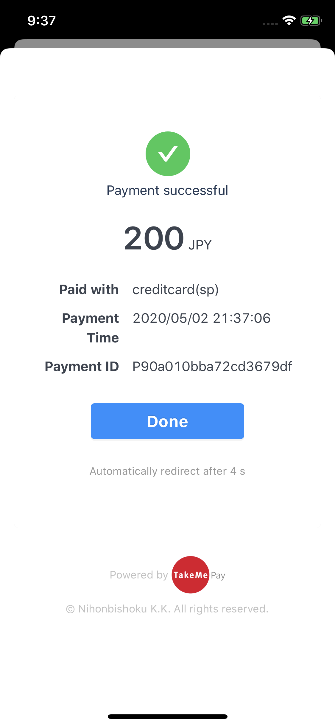 9:37
Payment successful
200 JPY
Paid with creditcard(sp)
Payment Time 2020/05/02 21:37:06
Payment ID P90a010bba72cd3679df
Done
Automatically redirect after 4 s
Powered by TakeMe Pay
© Nihonbishoku K.K. All rights reserved.